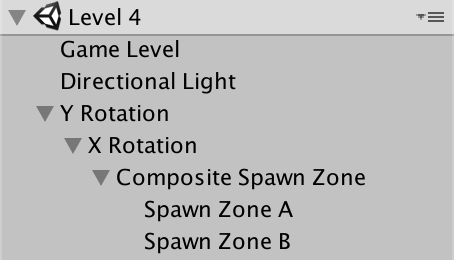 Level 4
Game Level
Directional Light
Y Rotation
X Rotation
Composite Spawn Zone
Spawn Zone A
Spawn Zone B